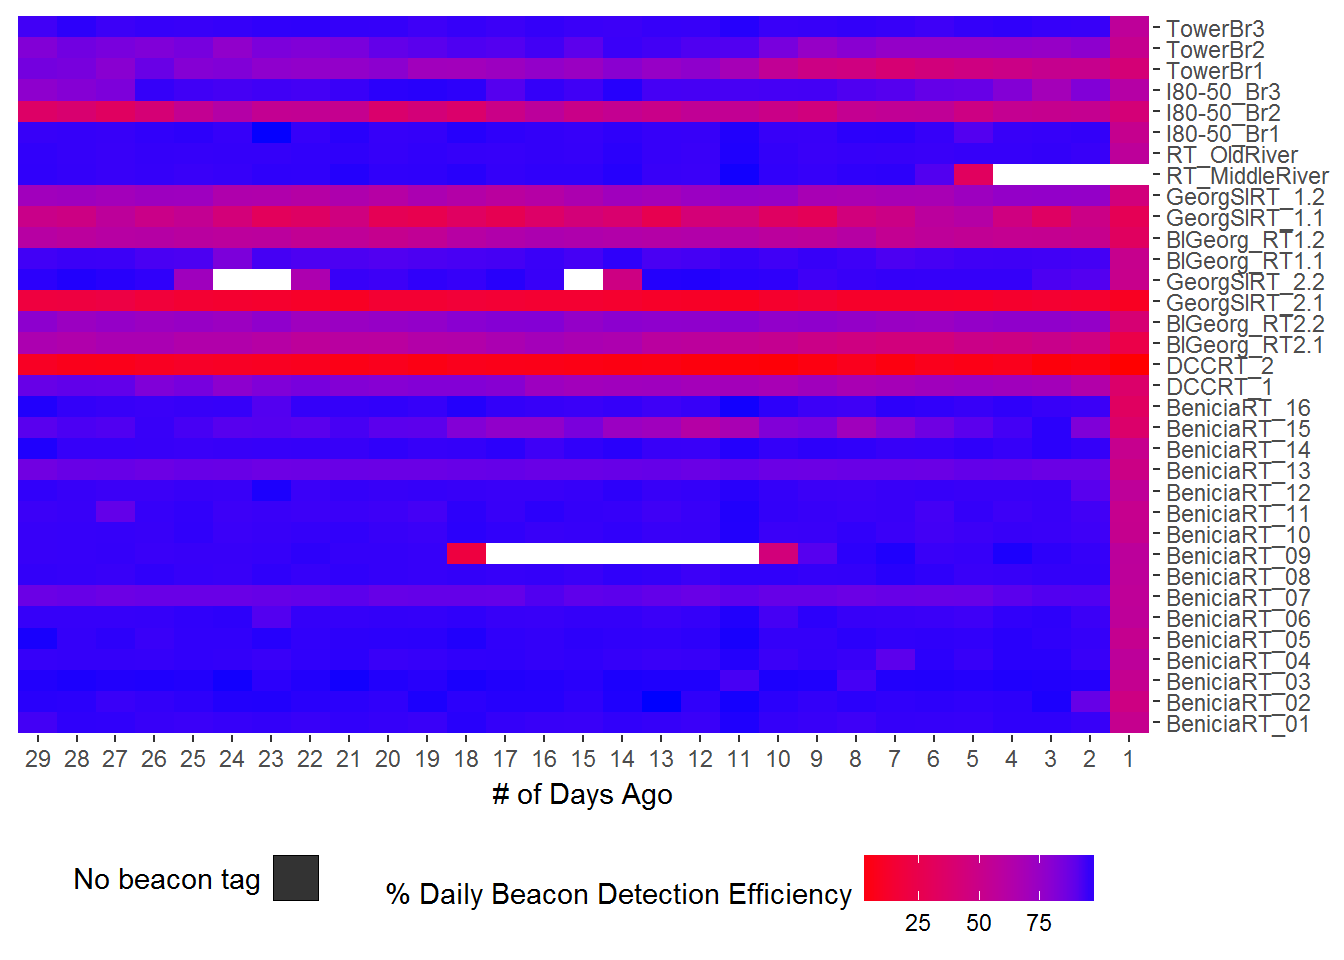 TowerBr3
TowerBr2
TowerBr1
I80-50_Br3
I80-50_Br2
I80-50_Br1
RT_OldRiver
RT_MiddleRiver
GeorgSlRT_1.2
GeorgSlRT_1.1
BlGeorg_RT1.2
BlGeorg_RT1.1
GeorgSlRT_2.2
GeorgSlRT_2.1
BlGeorg_RT2.2
BlGeorg_RT2.1
DCCRT_2
DCCRT_1
BeniciaRT_16
BeniciaRT_15
BeniciaRT_14
BeniciaRT_13
BeniciaRT_12
BeniciaRT_11
BeniciaRT_10
BeniciaRT_09
BeniciaRT_08
BeniciaRT_07
BeniciaRT_06
BeniciaRT_05
BeniciaRT_04
BeniciaRT_03
BeniciaRT_02
BeniciaRT_01
29 28 27 26 25 24 23 22 21 20 19 18 17 16 15 14 13 12 11 10 9 8 7 6 5 4 3 2 1
# of Days Ago
No beacon tag
% Daily Beacon Detection Efficiency
25 50 75